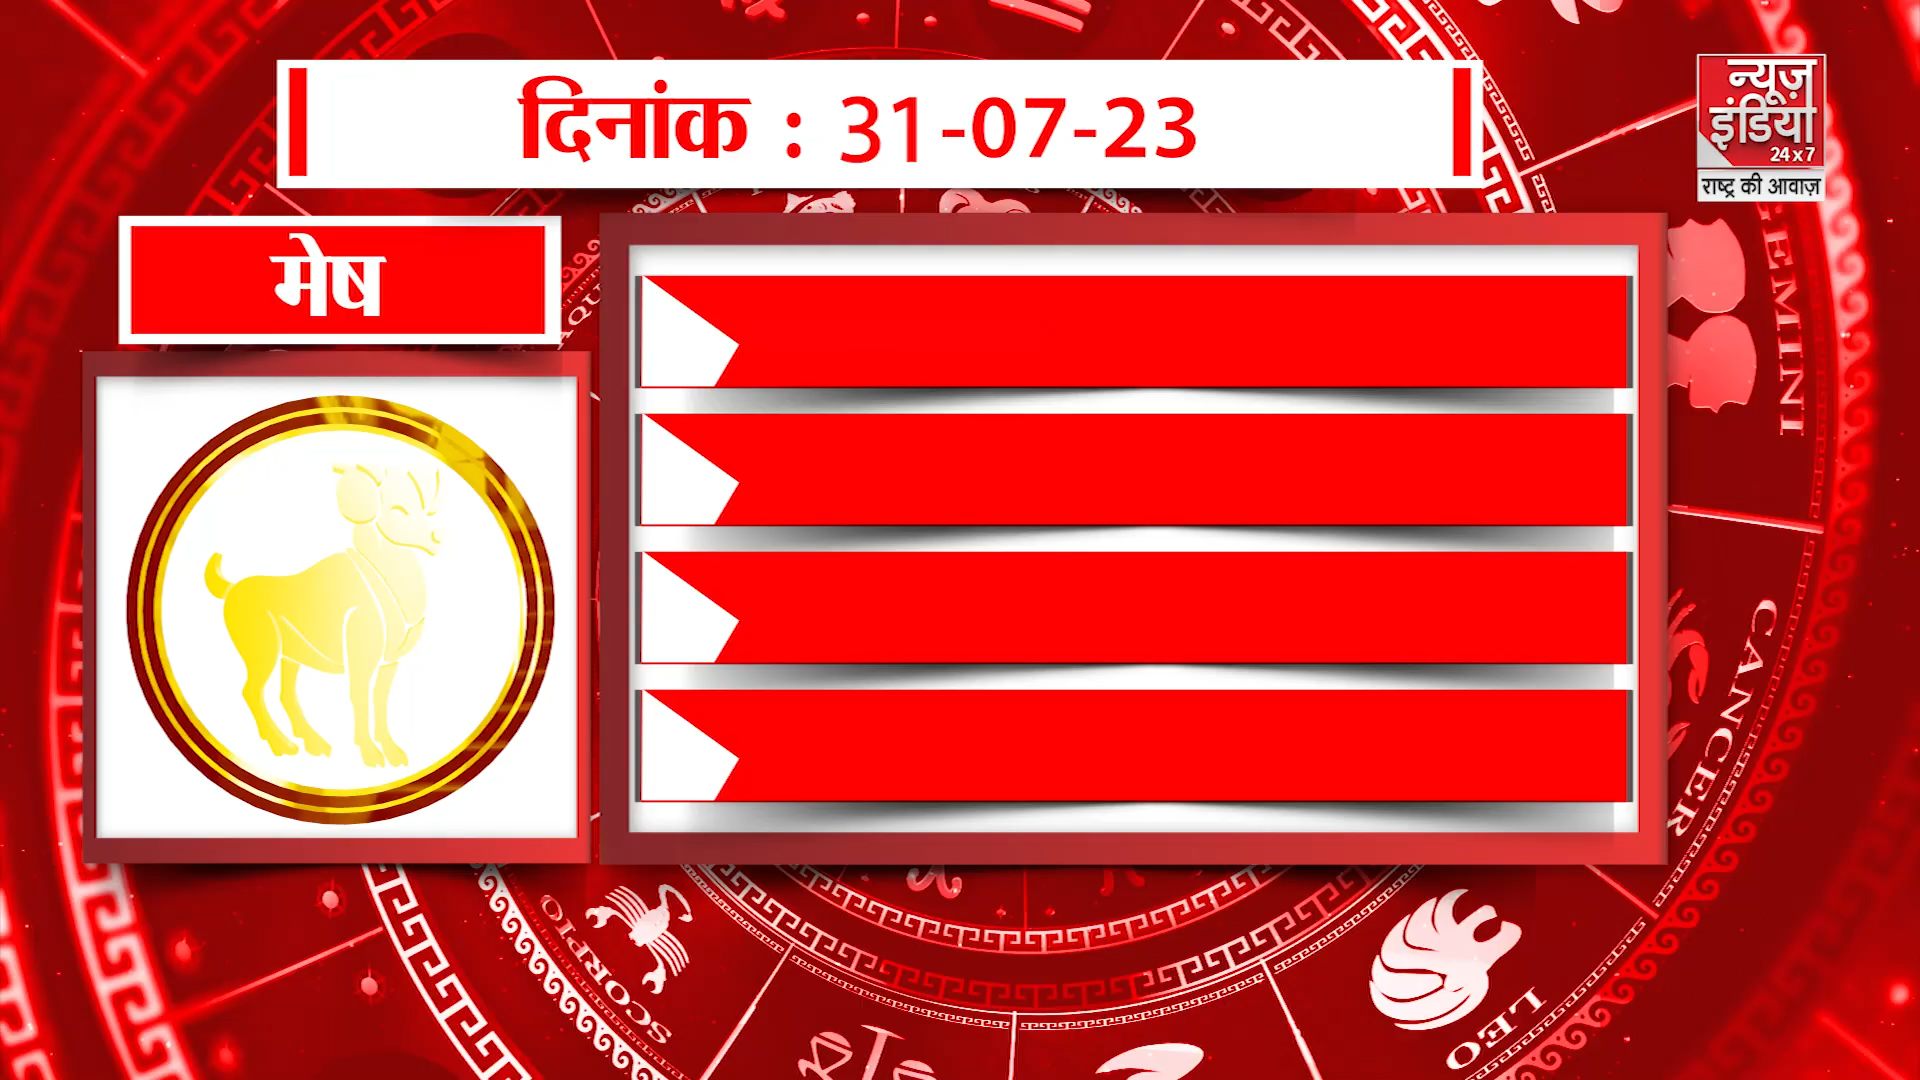 दिनांक : 31-07-23
न्यूज़
इंडिया
24x7
राष्ट्र की आवाज़
मेष
GEMINI
CANCER
SCORPIO
LEO